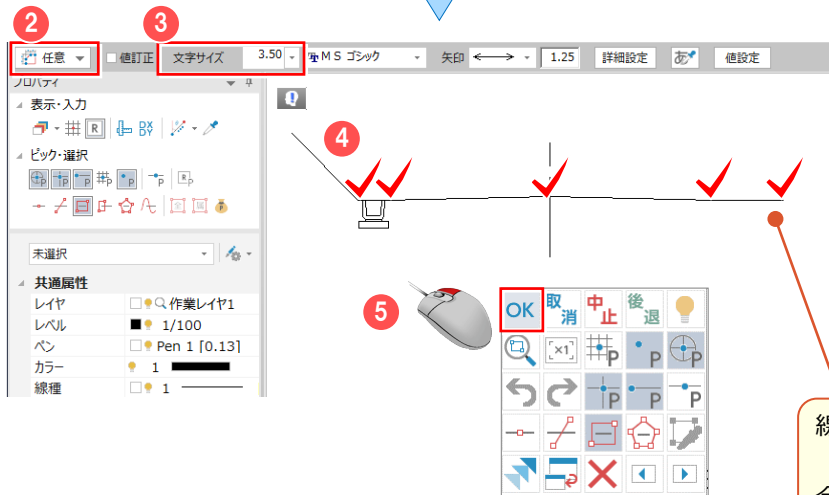 2
3
任意 値訂正 文字サイズ 3.50 MS ゴシック 矢印 1.25 詳細設定 あ 値設定
プロパティ
表示・入力
R DX DY
4
ピック・選択
P P P P P P R P
全 属 P
未選択
共通属性
レイヤ 作業レイヤ1
レベル 1/100
ペン Pen 1 [0.13]
カラー 1
線種 1
5
OK 取消 中止 後退
[×1] P P P
P P P